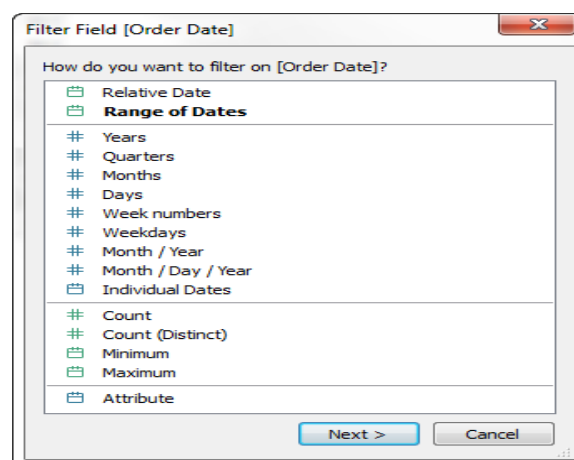 Filter Field [Order Date]
How do you want to filter on [Order Date]?
Relative Date
Range of Dates
Years
Quarters
Months
Days
Week numbers
Weekdays
Month / Year
Month / Day / Year
Individual Dates
Count
Count (Distinct)
Minimum
Maximum
Attribute
Next > Cancel